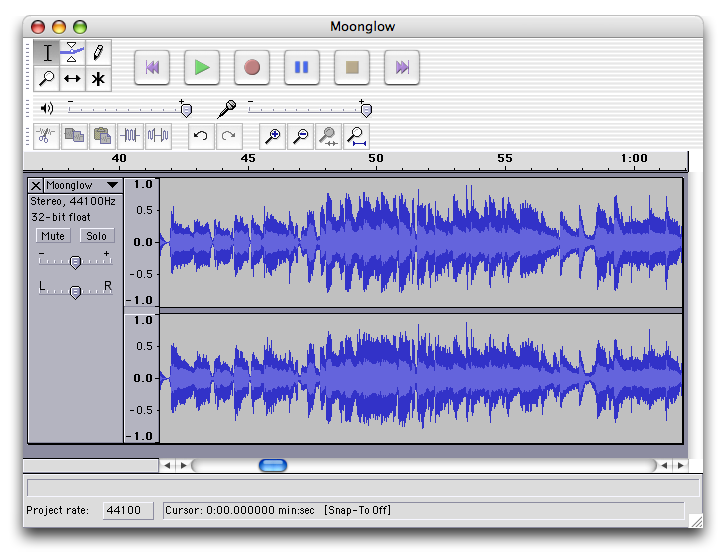 Moonglow
- +
- +
40 45 50 55 1:00
Moonglow
Stereo, 44100Hz
32-bit float
Mute Solo
- +
L R
1.0
0.5
0.0
-0.5
-1.0
1.0
0.5
0.0
-0.5
-1.0
Project rate: 44100 Cursor: 0:00.000000 min:sec [Snap-To Off]